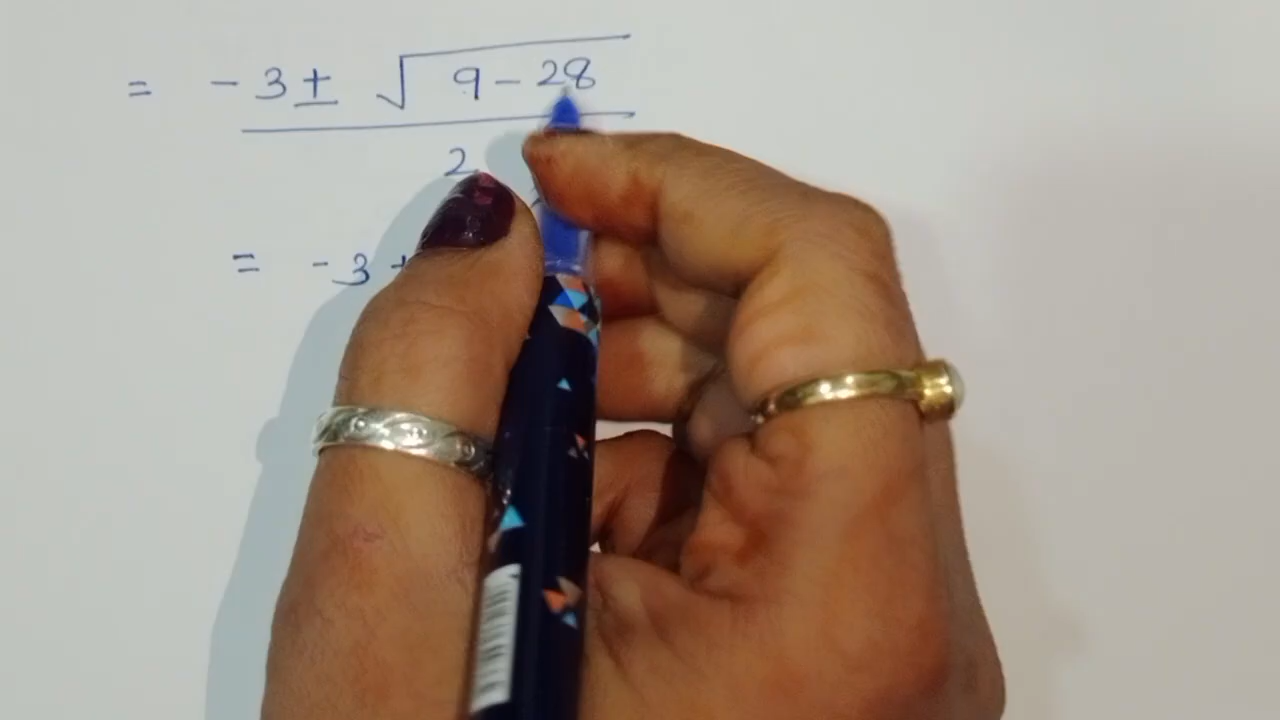 = -3 ± √9-28
2
= -3